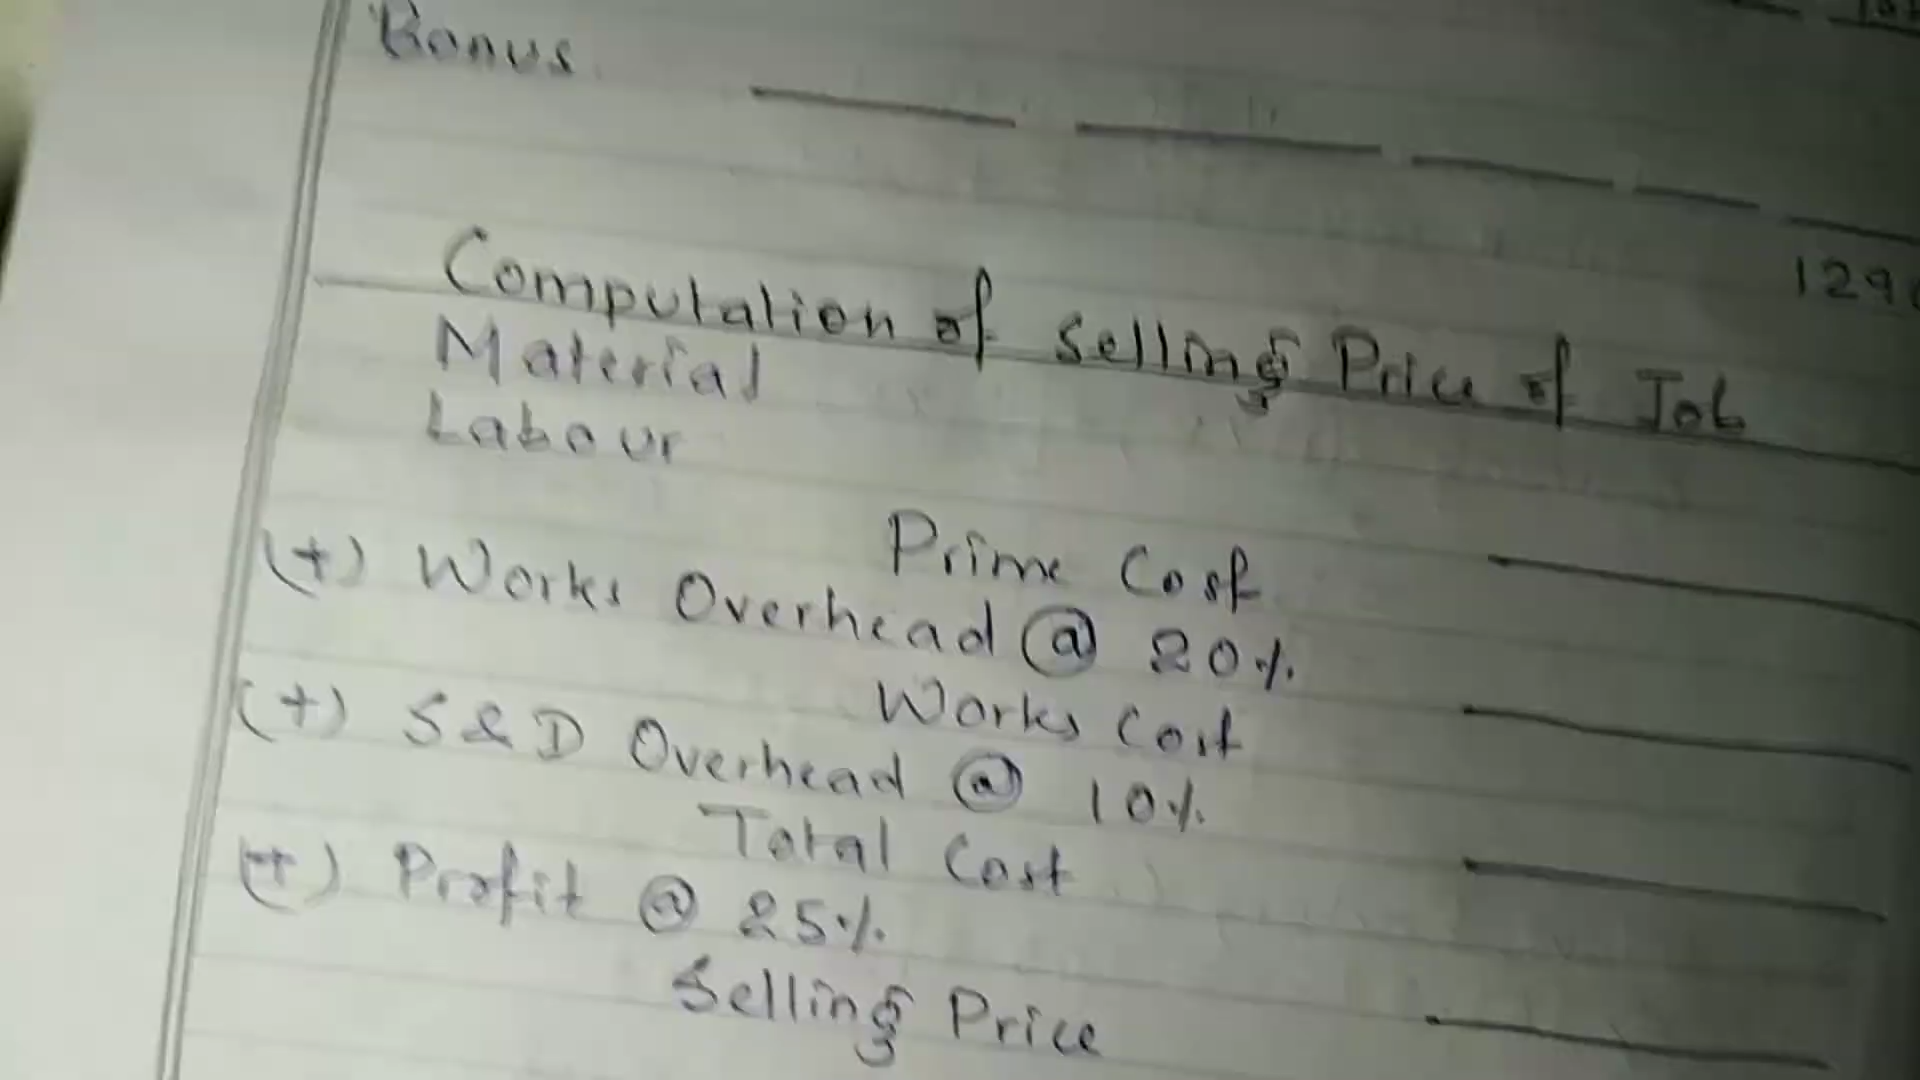 Bonus
129
Computation of Selling Price of Job
Material
Labour
Prime Cost
(+) Works Overhead @ 20%
Works Cost
(+) S & D Overhead @ 10%
Total Cost
(+) Profit @ 25%
Selling Price